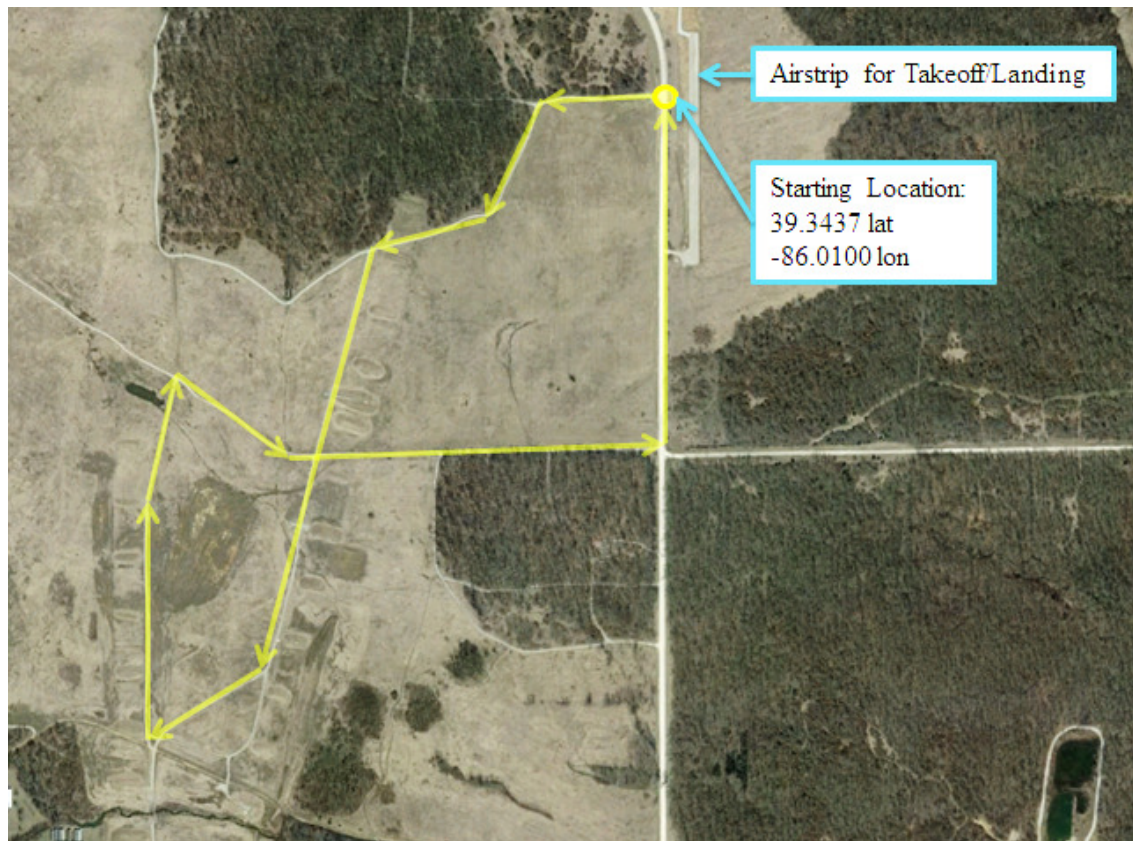 Airstrip for Takeoff/Landing
Starting Location:
39.3437 lat
-86.0100 lon